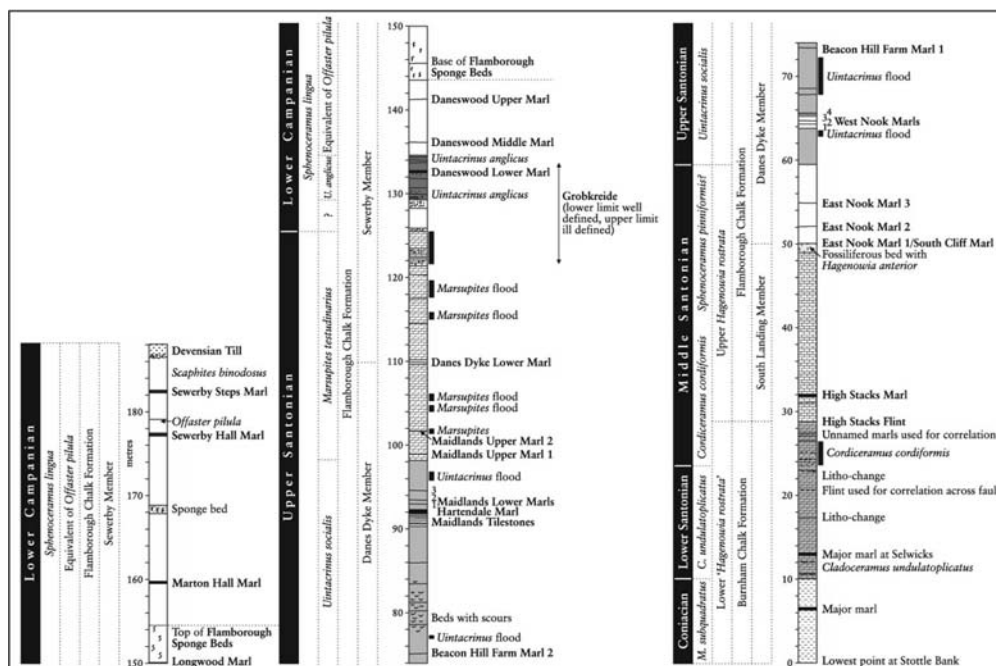 Lower Campanian
Sphenoceramus lingua
Equivalent of Offaster pilula
Flamborough Chalk Formation
Sewerby Member
metres
180
170
160
150
Devensian Till
Scaphites binodosus
Sewerby Steps Marl
Offaster pilula
Sewerby Hall Marl
Sponge bed
Marton Hall Marl
Top of Flamborough
Sponge Beds
Longwood Marl
Lower Campanian
Upper Santonian
Sphenoceramus lingua
U. anglicus
Equivalent of Offaster pilula
?
Marsupites testudinarius
Uintacrinus socialis
Flamborough Chalk Formation
Sewerby Member
Danes Dyke Member
150
140
130
120
110
100
90
80
Base of Flamborough
Sponge Beds
Daneswood Upper Marl
Daneswood Middle Marl
Uintacrinus anglicus
Daneswood Lower Marl
Uintacrinus anglicus
Grobkreide
(lower limit well
defined, upper limit
ill defined)
Marsupites flood
Marsupites flood
Danes Dyke Lower Marl
Marsupites flood
Marsupites flood
Marsupites
Maidlands Upper Marl 2
Maidlands Upper Marl 1
Uintacrinus flood
Maidlands Lower Marls
Hartendale Marl
Maidlands Tilestones
Beds with scours
Uintacrinus flood
Beacon Hill Farm Marl 2
Upper Santonian
Middle Santonian
Lower Santonian
Coniacian
Uintacrinus socialis
Sphenoceramus pinniformis?
Cordiceramus cordiformis
C. undulatoplicatus
M. subquadratus
Upper Hagenowia rostrata
Lower 'Hagenowia rostrata'
Flamborough Chalk Formation
Burnham Chalk Formation
Danes Dyke Member
South Landing Member
70
60
50
40
30
20
10
0
Beacon Hill Farm Marl 1
Uintacrinus flood
4
3
2
1
West Nook Marls
Uintacrinus flood
East Nook Marl 3
East Nook Marl 2
East Nook Marl 1/South Cliff Marl
Fossiliferous bed with
Hagenowia anterior
High Stacks Marl
High Stacks Flint
Unnamed marls used for correlation
Cordiceramus cordiformis
Litho-change
Flint used for correlation across faul
Litho-change
Major marl at Selwicks
Cladoceramus undulatoplicatus
Major marl
Lowest point at Stottle Bank